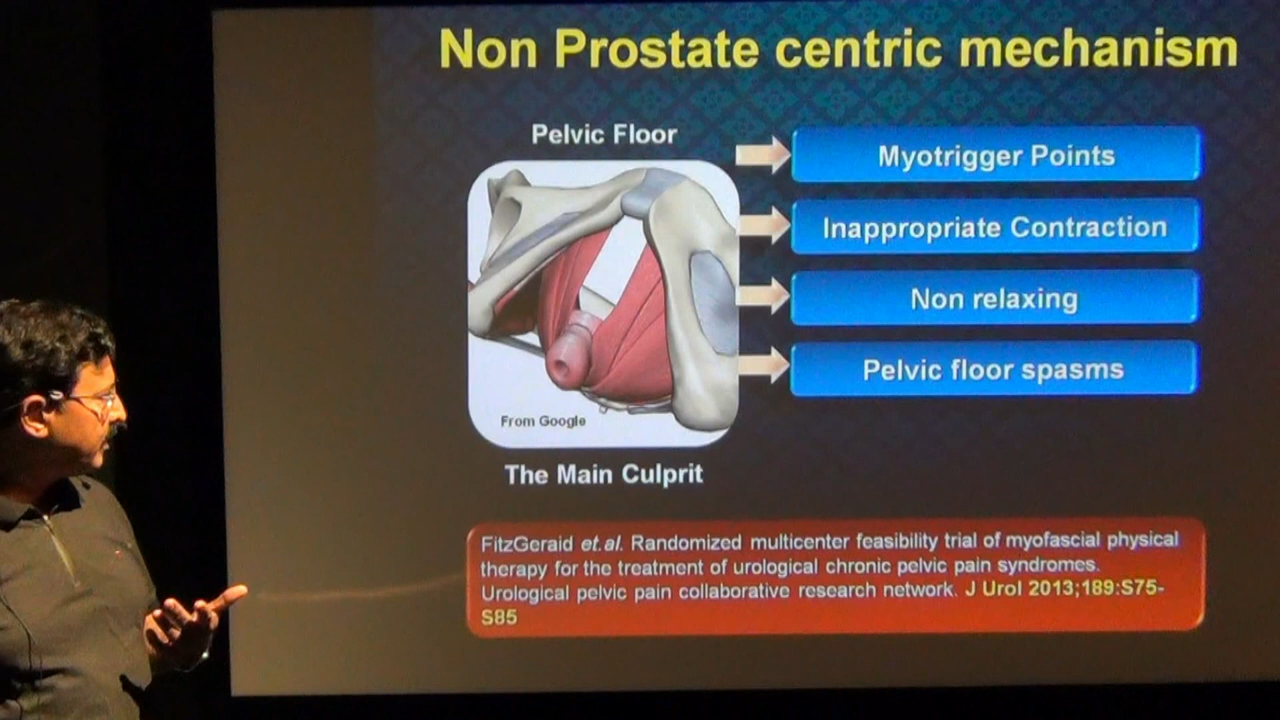 Non Prostate centric mechanism
Pelvic Floor
Myotrigger Points
Inappropriate Contraction
Non relaxing
Pelvic floor spasms
From Google
The Main Culprit
FitzGeraid et.al. Randomized multicenter feasibility trial of myofascial physical
therapy for the treatment of urological chronic pelvic pain syndromes.
Urological pelvic pain collaborative research network. J Urol 2013;189:S75-
S85